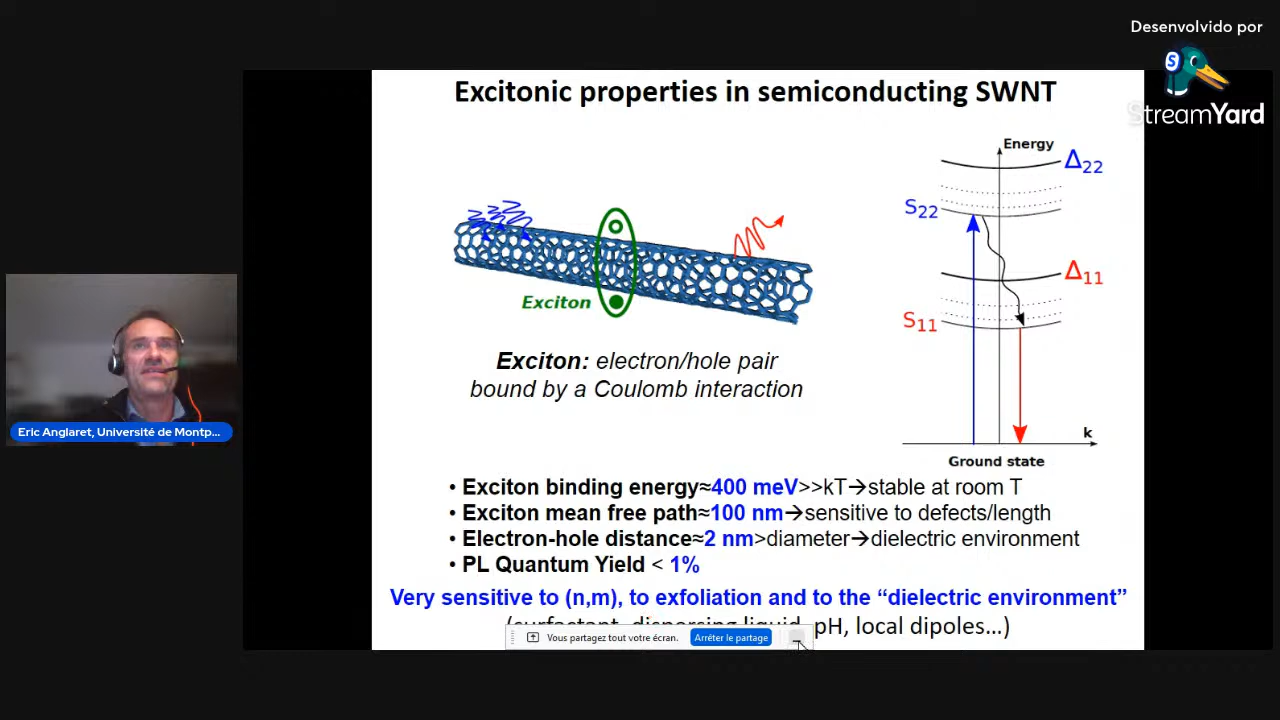 Desenvolvido por
StreamYard
Excitonic properties in semiconducting SWNT
Energy
Δ22
S22
Δ11
S11
k
Ground state
Exciton
Exciton: electron/hole pair
bound by a Coulomb interaction
• Exciton binding energy≈400 meV>>kT→stable at room T
• Exciton mean free path≈100 nm→sensitive to defects/length
• Electron-hole distance≈2 nm>diameter→dielectric environment
• PL Quantum Yield < 1%
Very sensitive to (n,m), to exfoliation and to the “dielectric environment”
(surfactant, dispersing liquid, pH, local dipoles…)
Vous partagez tout votre écran. Arrêter le partage
Eric Anglaret, Université de Montp...